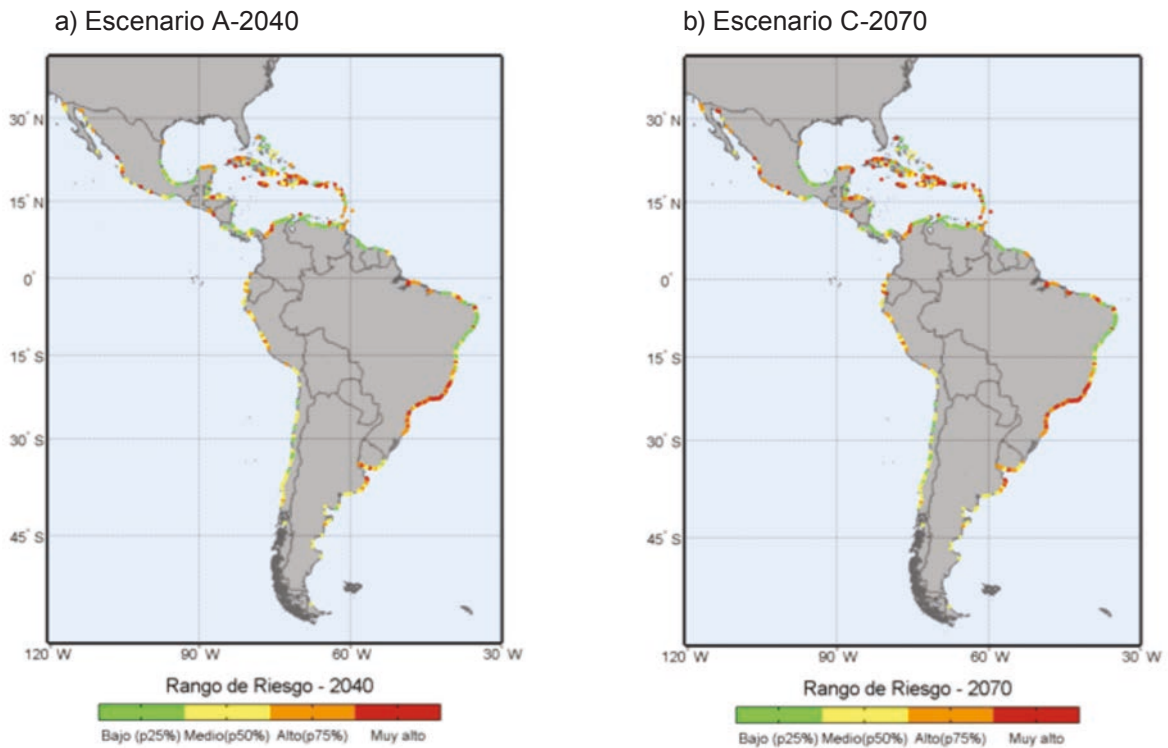 a) Escenario A-2040
b) Escenario C-2070
30° N
15° N
0°
15° S
30° S
45° S
120 W
90 W
60 W
30 W
Rango de Riesgo - 2040
Bajo (p25%) Medio(p50%) Alto(p75%) Muy alto
30° N
15° N
0°
15° S
30° S
45° S
120 W
90 W
60 W
30 W
Rango de Riesgo - 2070
Bajo (p25%) Medio(p50%) Alto(p75%) Muy alto